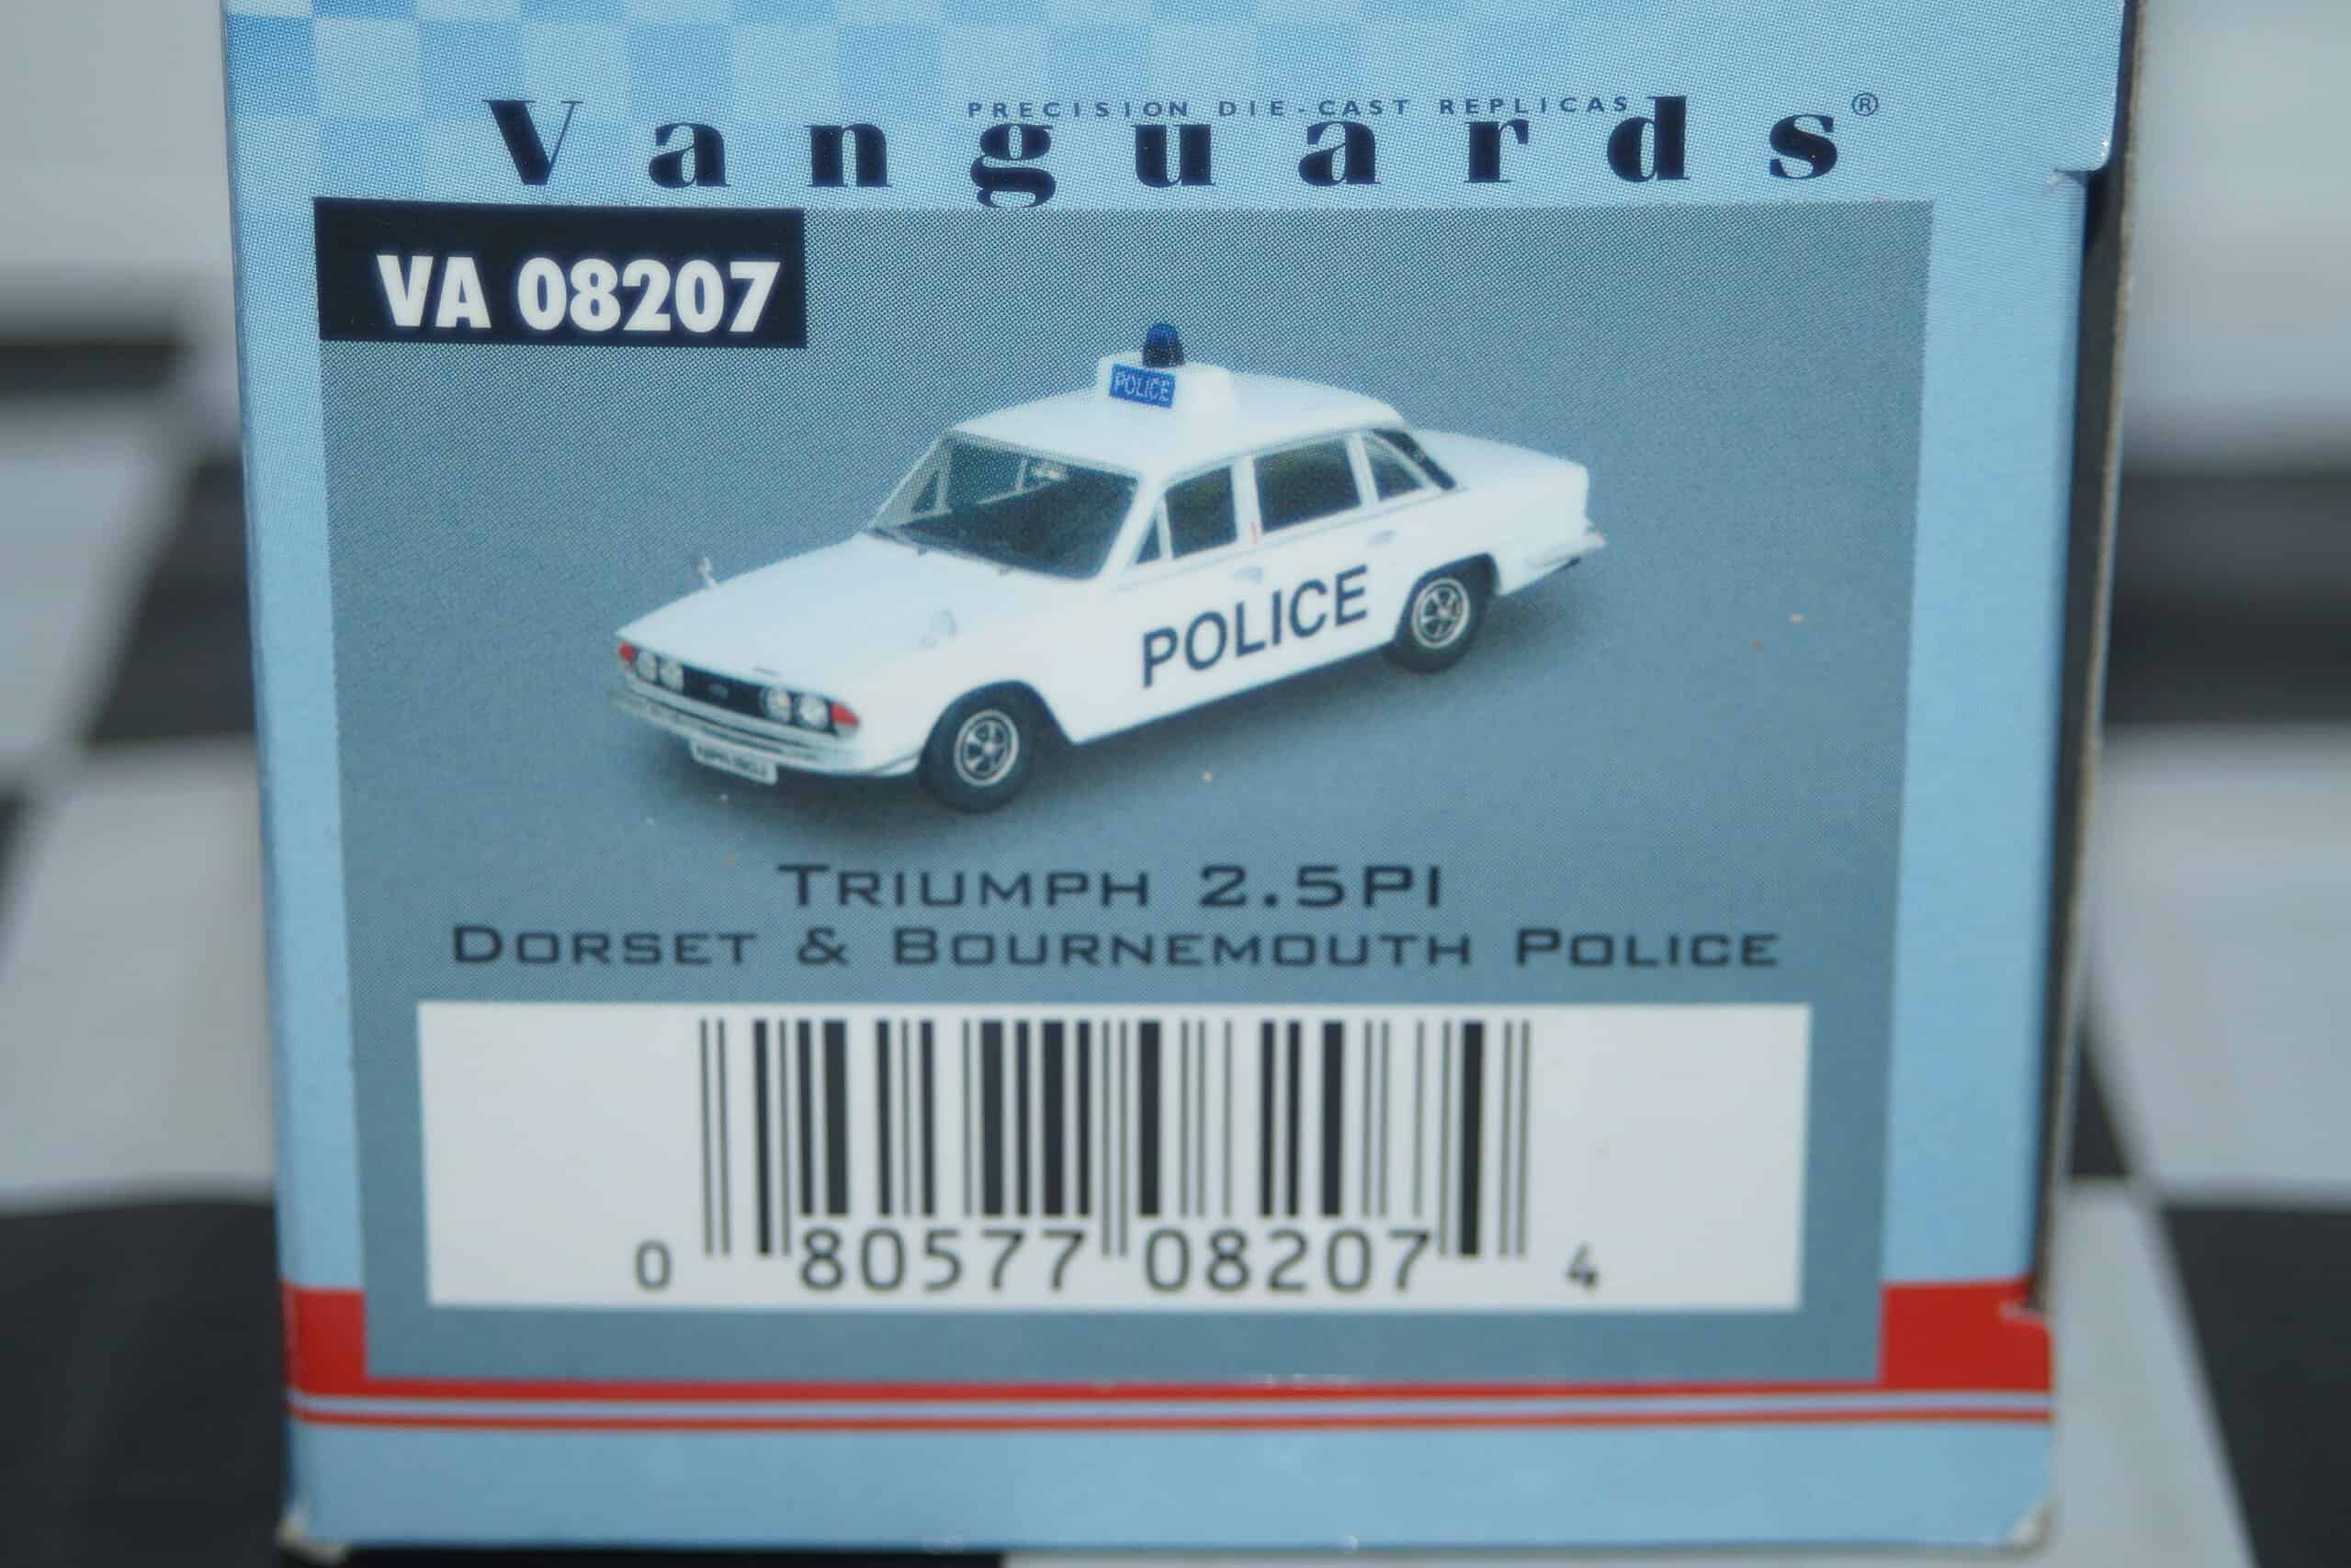 PRECISION DIE-CAST REPLICAS
Vanguards®
VA 08207
POLICE
POLICE
TRIUMPH 2.5PI
DORSET & BOURNEMOUTH POLICE
0 80577 08207 4